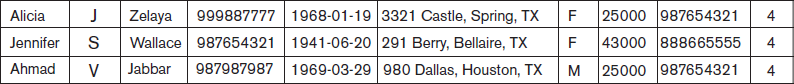 Alicia J Zelaya 999887777 1968-01-19 3321 Castle, Spring, TX F 25000 987654321 4
Jennifer S Wallace 987654321 1941-06-20 291 Berry, Bellaire, TX F 43000 888665555 4
Ahmad V Jabbar 987987987 1969-03-29 980 Dallas, Houston, TX M 25000 987654321 4